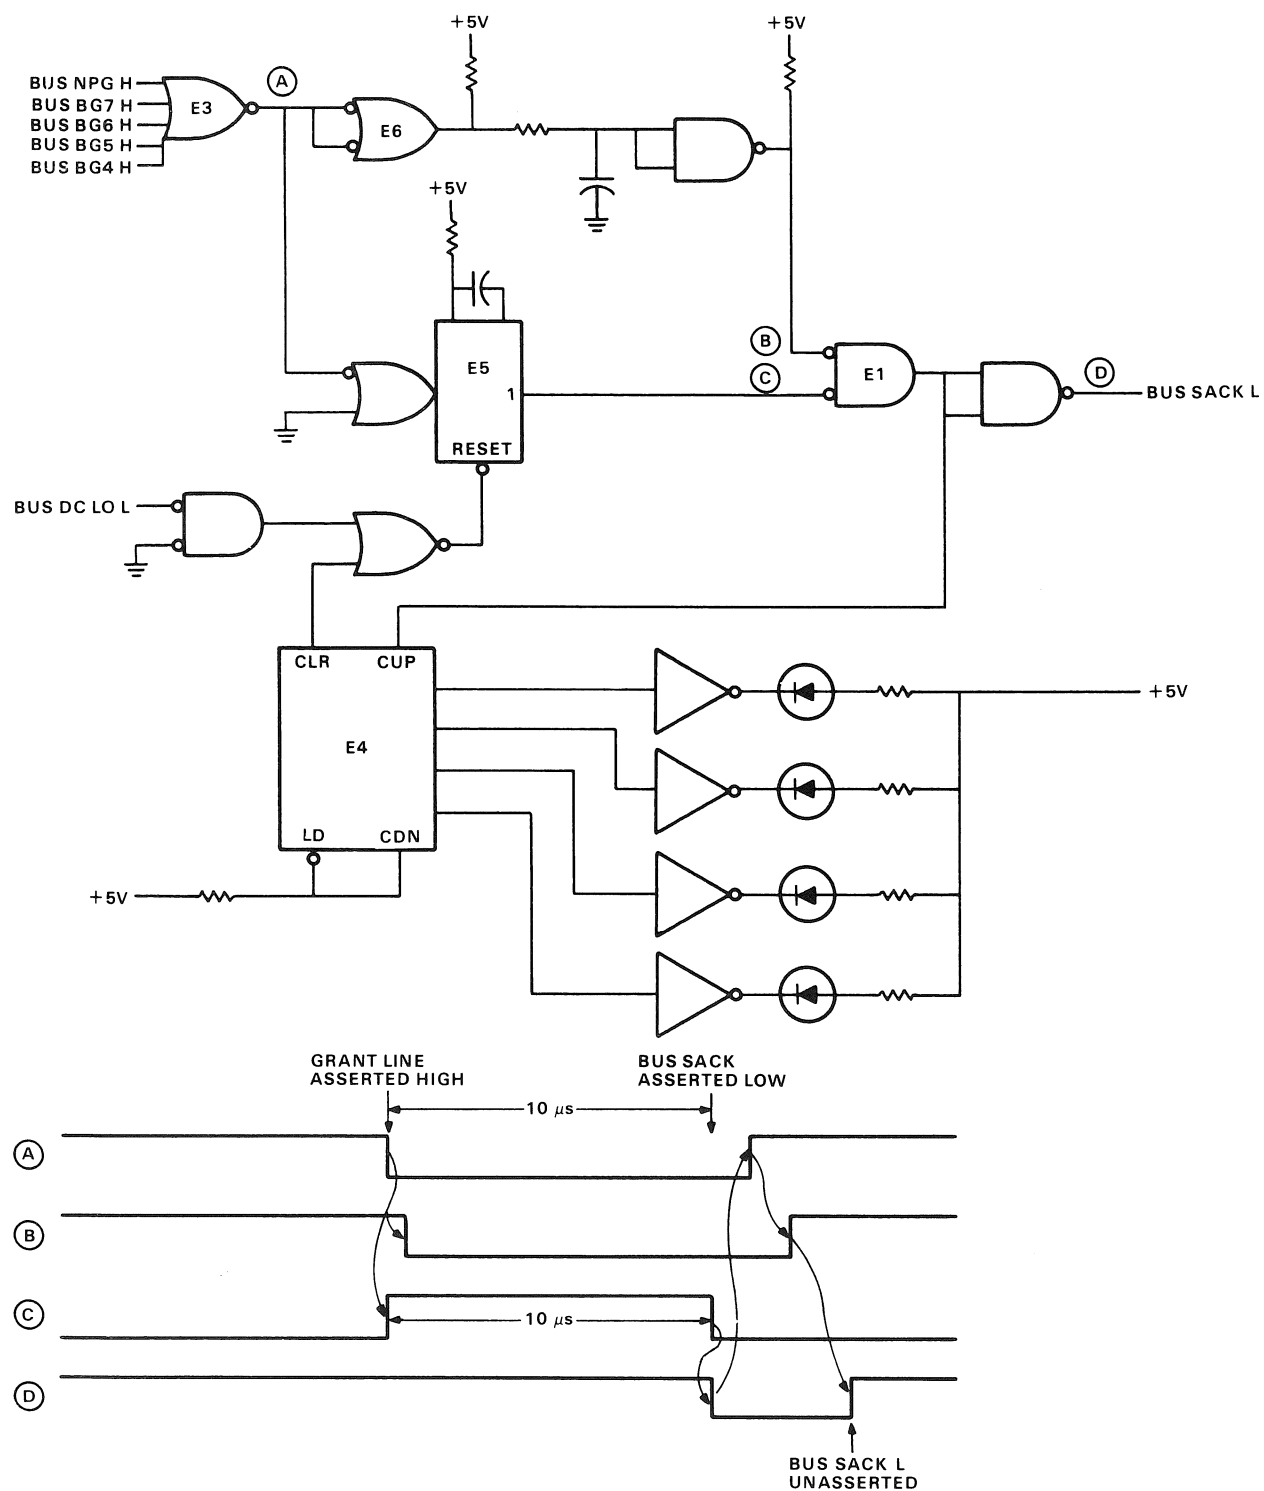 +5V
+5V
BUS NPG H
BUS BG7 H
BUS BG6 H
BUS BG5 H
BUS BG4 H
A
E3
E6
+5V
E5
1
RESET
B
C
E1
D
BUS SACK L
BUS DC LO L
CLR CUP
E4
LD CDN
+5V
+5V
GRANT LINE
ASSERTED HIGH
BUS SACK
ASSERTED LOW
10 μs
A
B
C
10 μs
D
BUS SACK L
UNASSERTED